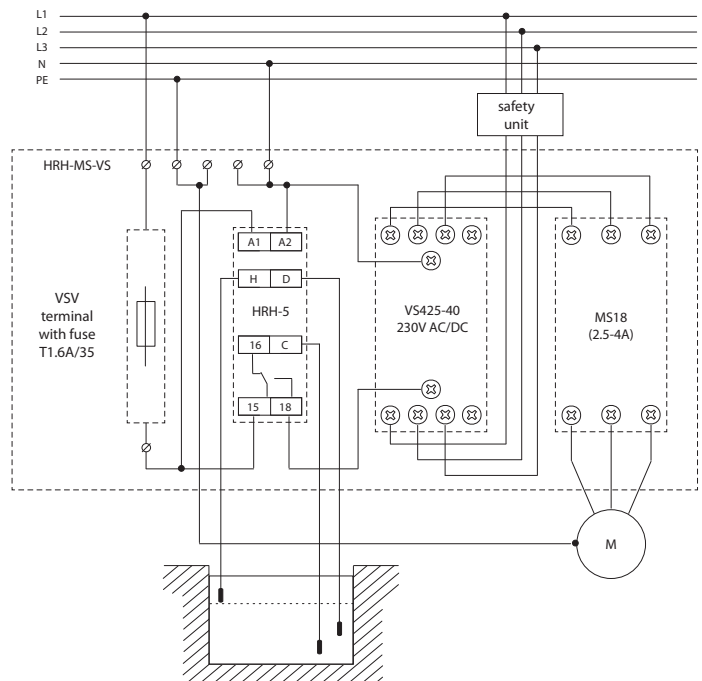 L1
L2
L3
N
PE
safety
unit
HRH-MS-VS
VSV
terminal
with fuse
T1.6A/35
A1 A2
H D
HRH-5
16 C
15 18
VS425-40
230V AC/DC
MS18
(2.5-4A)
M